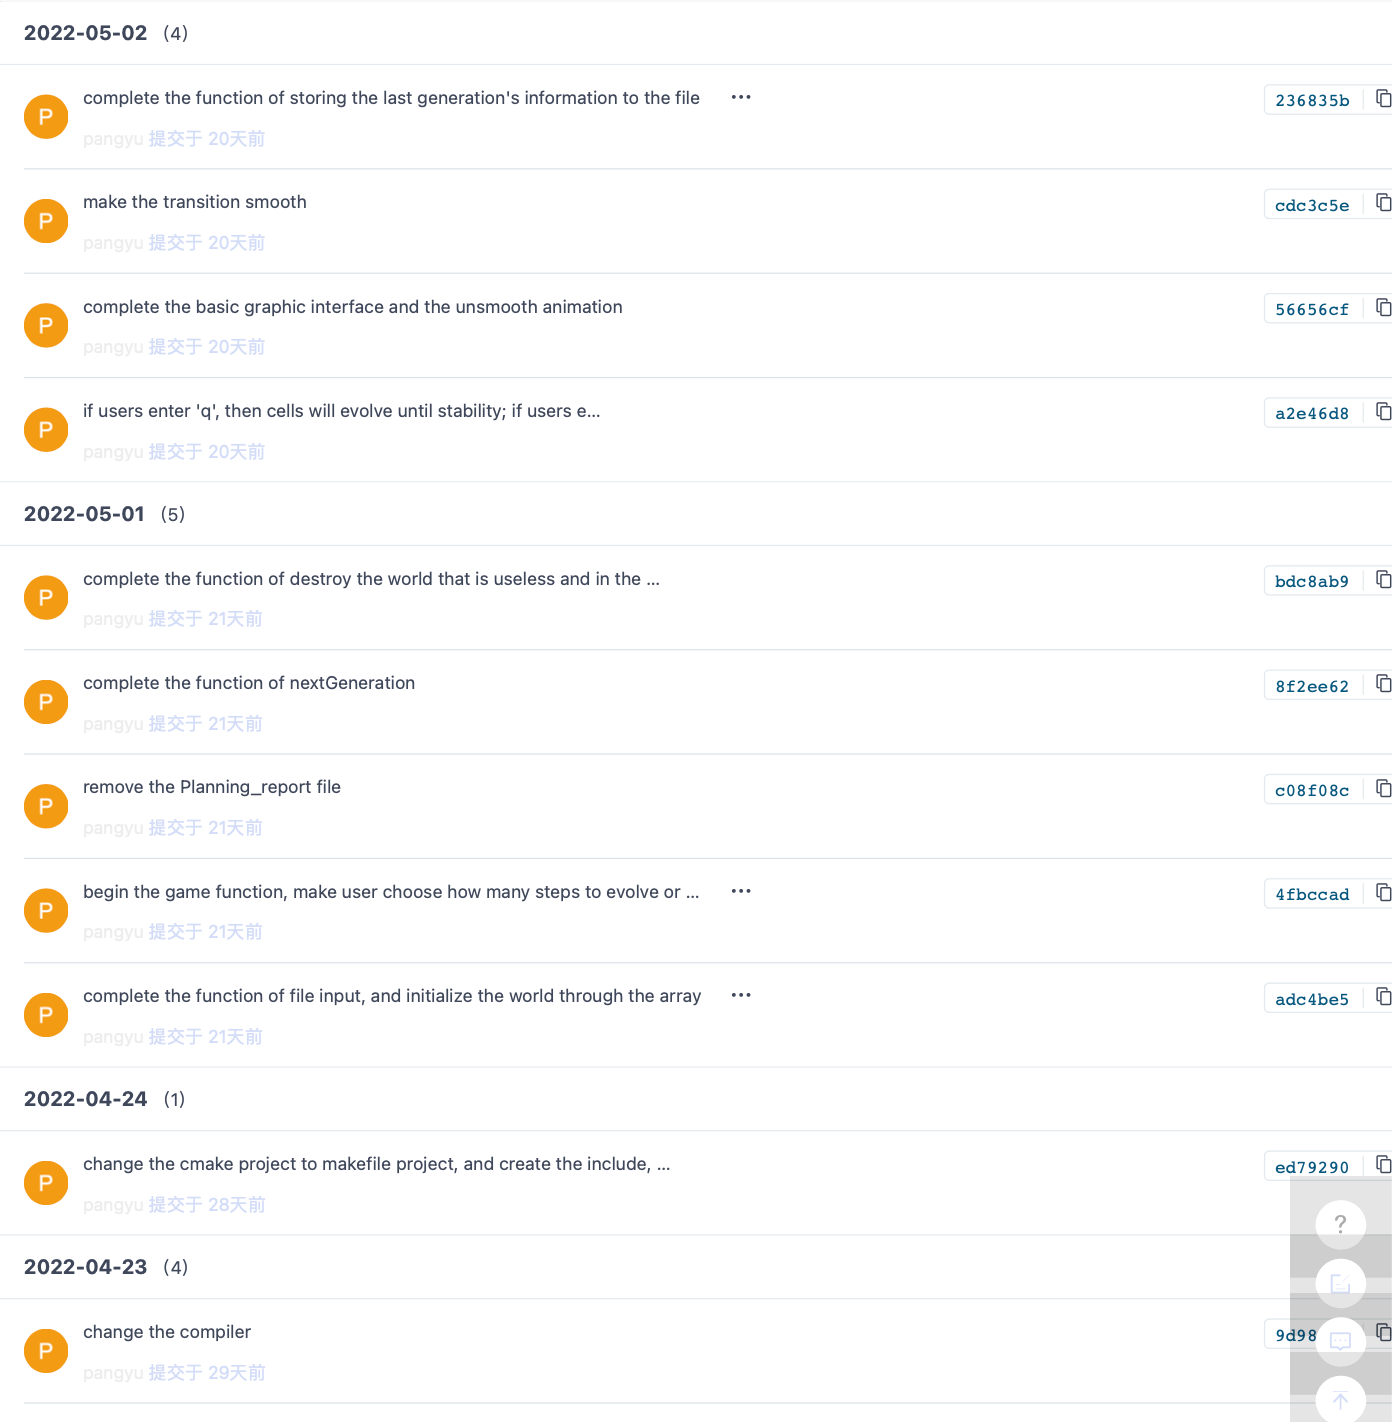 2022-05-02 (4)
P
complete the function of storing the last generation's information to the file ···
236835b
pangyu 提交于 20天前
P
make the transition smooth
cdc3c5e
pangyu 提交于 20天前
P
complete the basic graphic interface and the unsmooth animation
56656cf
pangyu 提交于 20天前
P
if users enter 'q', then cells will evolve until stability; if users e...
a2e46d8
pangyu 提交于 20天前
2022-05-01 (5)
P
complete the function of destroy the world that is useless and in the ...
bdc8ab9
pangyu 提交于 21天前
P
complete the function of nextGeneration
8f2ee62
pangyu 提交于 21天前
P
remove the Planning_report file
c08f08c
pangyu 提交于 21天前
P
begin the game function, make user choose how many steps to evolve or ... ···
4fbccad
pangyu 提交于 21天前
P
complete the function of file input, and initialize the world through the array ···
adc4be5
pangyu 提交于 21天前
2022-04-24 (1)
P
change the cmake project to makefile project, and create the include, ...
ed79290
pangyu 提交于 28天前
?
2022-04-23 (4)
P
change the compiler
9d98
pangyu 提交于 29天前